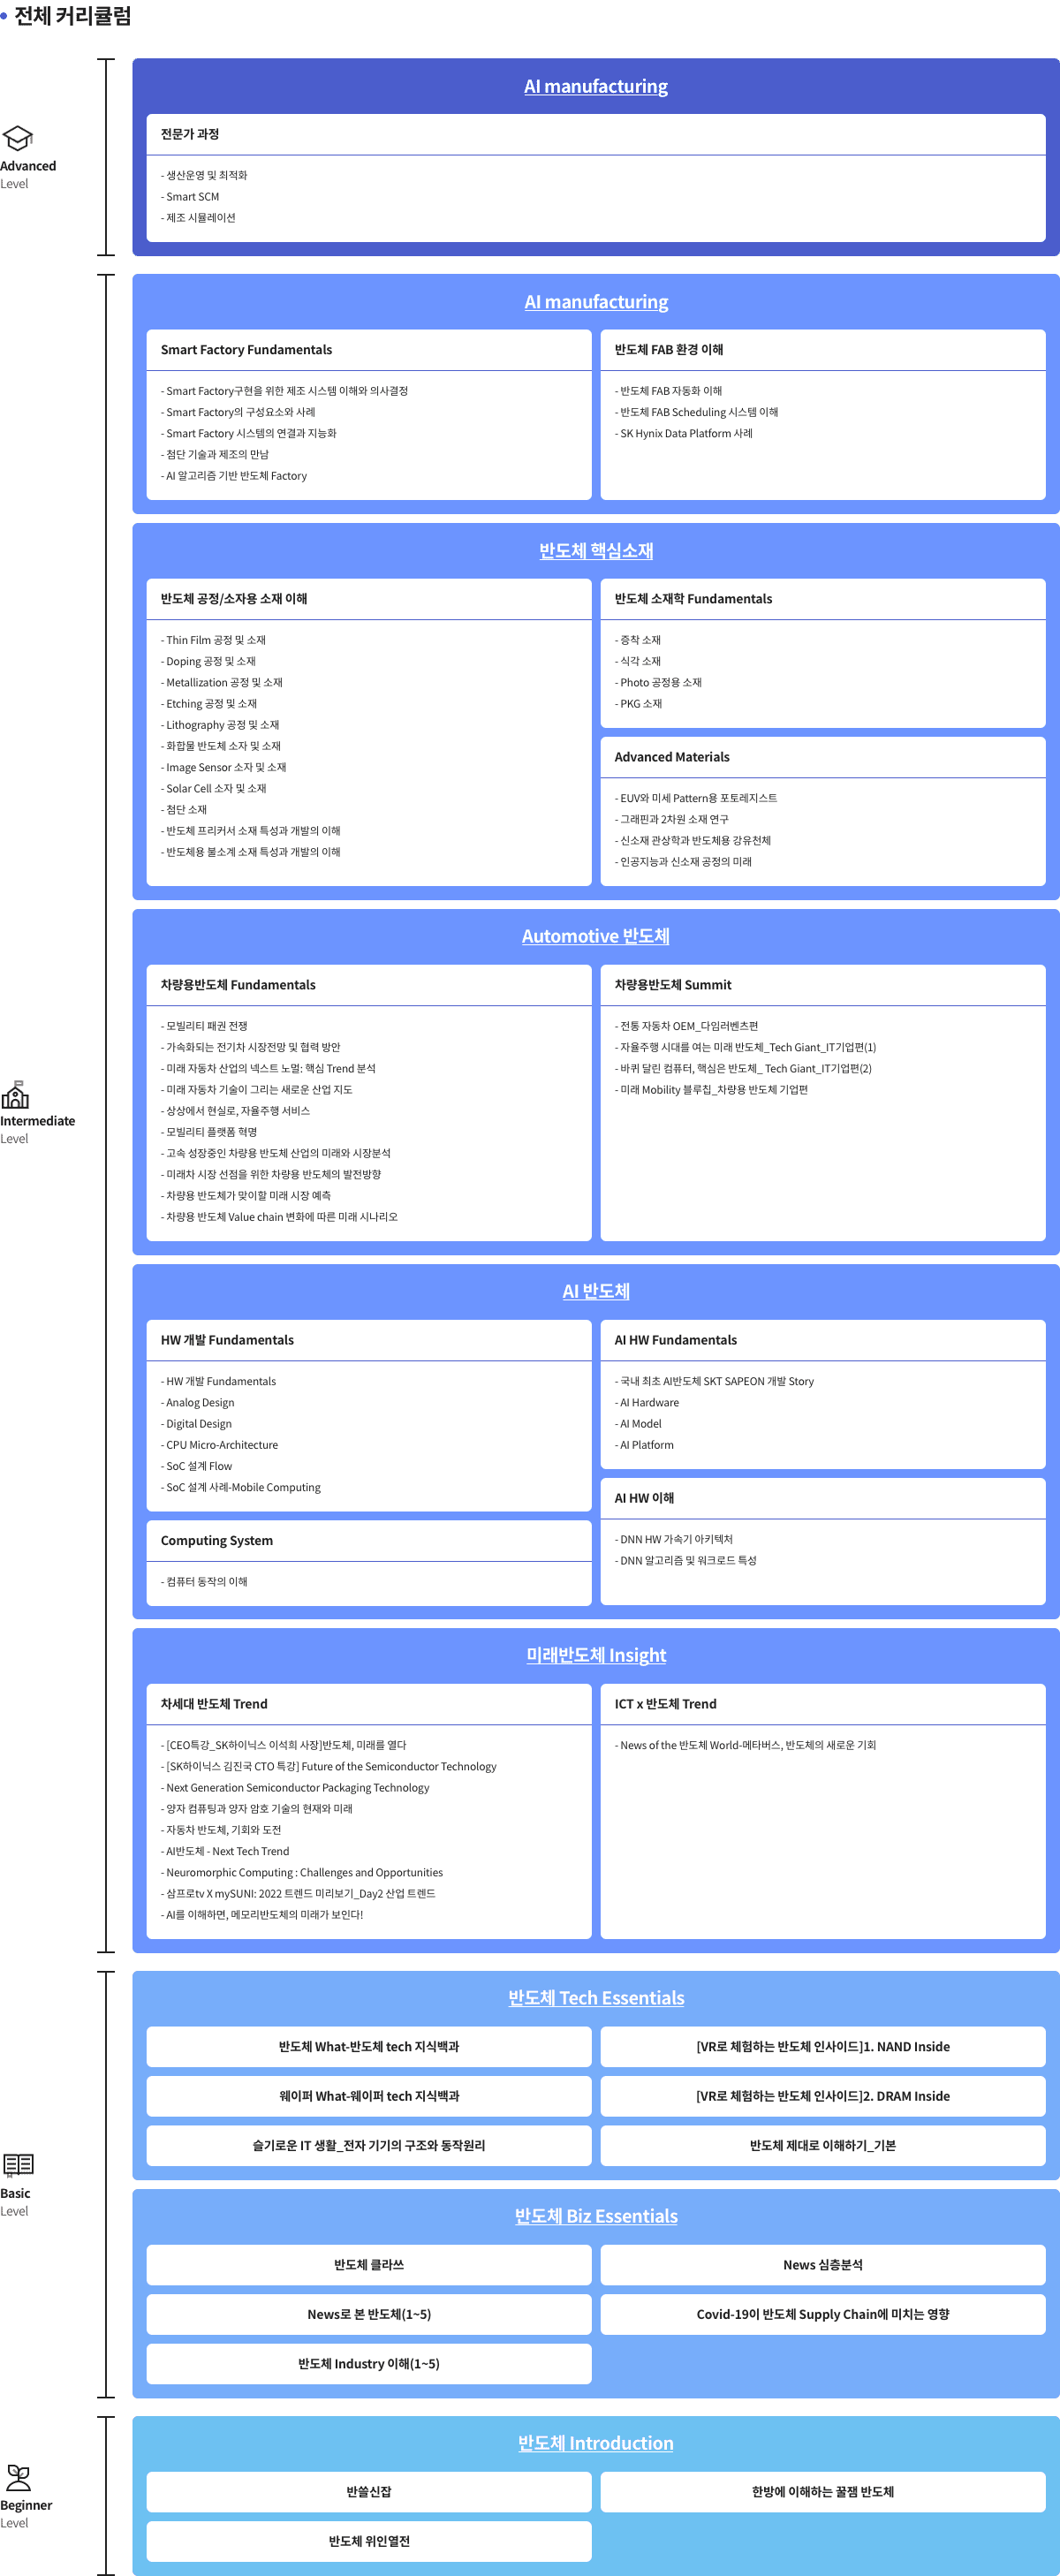 전체 커리큘럼
Advanced
Level
AI manufacturing
전문가 과정
- 생산운영 및 최적화
- Smart SCM
- 제조 시뮬레이션
Intermediate
Level
AI manufacturing
Smart Factory Fundamentals
- Smart Factory구현을 위한 제조 시스템 이해와 의사결정
- Smart Factory의 구성요소와 사례
- Smart Factory 시스템의 연결과 지능화
- 첨단 기술과 제조의 만남
- AI 알고리즘 기반 반도체 Factory
반도체 FAB 환경 이해
- 반도체 FAB 자동화 이해
- 반도체 FAB Scheduling 시스템 이해
- SK Hynix Data Platform 사례
반도체 핵심소재
반도체 공정/소자용 소재 이해
- Thin Film 공정 및 소재
- Doping 공정 및 소재
- Metallization 공정 및 소재
- Etching 공정 및 소재
- Lithography 공정 및 소재
- 화합물 반도체 소자 및 소재
- Image Sensor 소자 및 소재
- Solar Cell 소자 및 소재
- 첨단 소재
- 반도체 프리커서 소재 특성과 개발의 이해
- 반도체용 불소계 소재 특성과 개발의 이해
반도체 소재학 Fundamentals
- 증착 소재
- 식각 소재
- Photo 공정용 소재
- PKG 소재
Advanced Materials
- EUV와 미세 Pattern용 포토레지스트
- 그래핀과 2차원 소재 연구
- 신소재 관상학과 반도체용 강유전체
- 인공지능과 신소재 공정의 미래
Automotive 반도체
차량용반도체 Fundamentals
- 모빌리티 패권 전쟁
- 가속화되는 전기차 시장전망 및 협력 방안
- 미래 자동차 산업의 넥스트 노멀: 핵심 Trend 분석
- 미래 자동차 기술이 그리는 새로운 산업 지도
- 상상에서 현실로, 자율주행 서비스
- 모빌리티 플랫폼 혁명
- 고속 성장중인 차량용 반도체 산업의 미래와 시장분석
- 미래차 시장 선점을 위한 차량용 반도체의 발전방향
- 차량용 반도체가 맞이할 미래 시장 예측
- 차량용 반도체 Value chain 변화에 따른 미래 시나리오
차량용반도체 Summit
- 전통 자동차 OEM_다임러벤츠편
- 자율주행 시대를 여는 미래 반도체_Tech Giant_IT기업편(1)
- 바퀴 달린 컴퓨터, 핵심은 반도체_ Tech Giant_IT기업편(2)
- 미래 Mobility 블루칩_차량용 반도체 기업편
AI 반도체
HW 개발 Fundamentals
- HW 개발 Fundamentals
- Analog Design
- Digital Design
- CPU Micro-Architecture
- SoC 설계 Flow
- SoC 설계 사례-Mobile Computing
Computing System
- 컴퓨터 동작의 이해
AI HW Fundamentals
- 국내 최초 AI반도체 SKT SAPEON 개발 Story
- AI Hardware
- AI Model
- AI Platform
AI HW 이해
- DNN HW 가속기 아키텍처
- DNN 알고리즘 및 워크로드 특성
미래반도체 Insight
차세대 반도체 Trend
- [CEO특강_SK하이닉스 이석희 사장]반도체, 미래를 열다
- [SK하이닉스 김진국 CTO 특강] Future of the Semiconductor Technology
- Next Generation Semiconductor Packaging Technology
- 양자 컴퓨팅과 양자 암호 기술의 현재와 미래
- 자동차 반도체, 기회와 도전
- AI반도체 - Next Tech Trend
- Neuromorphic Computing : Challenges and Opportunities
- 삼프로tv X mySUNI: 2022 트렌드 미리보기_Day2 산업 트렌드
- AI를 이해하면, 메모리반도체의 미래가 보인다!
ICT x 반도체 Trend
- News of the 반도체 World-메타버스, 반도체의 새로운 기회
Basic
Level
반도체 Tech Essentials
반도체 What-반도체 tech 지식백과
[VR로 체험하는 반도체 인사이드]1. NAND Inside
웨이퍼 What-웨이퍼 tech 지식백과
[VR로 체험하는 반도체 인사이드]2. DRAM Inside
슬기로운 IT 생활_전자 기기의 구조와 동작원리
반도체 제대로 이해하기_기본
반도체 Biz Essentials
반도체 클라쓰
News 심층분석
News로 본 반도체(1~5)
Covid-19이 반도체 Supply Chain에 미치는 영향
반도체 Industry 이해(1~5)
Beginner
Level
반도체 Introduction
반쓸신잡
한방에 이해하는 꿀잼 반도체
반도체 위인열전